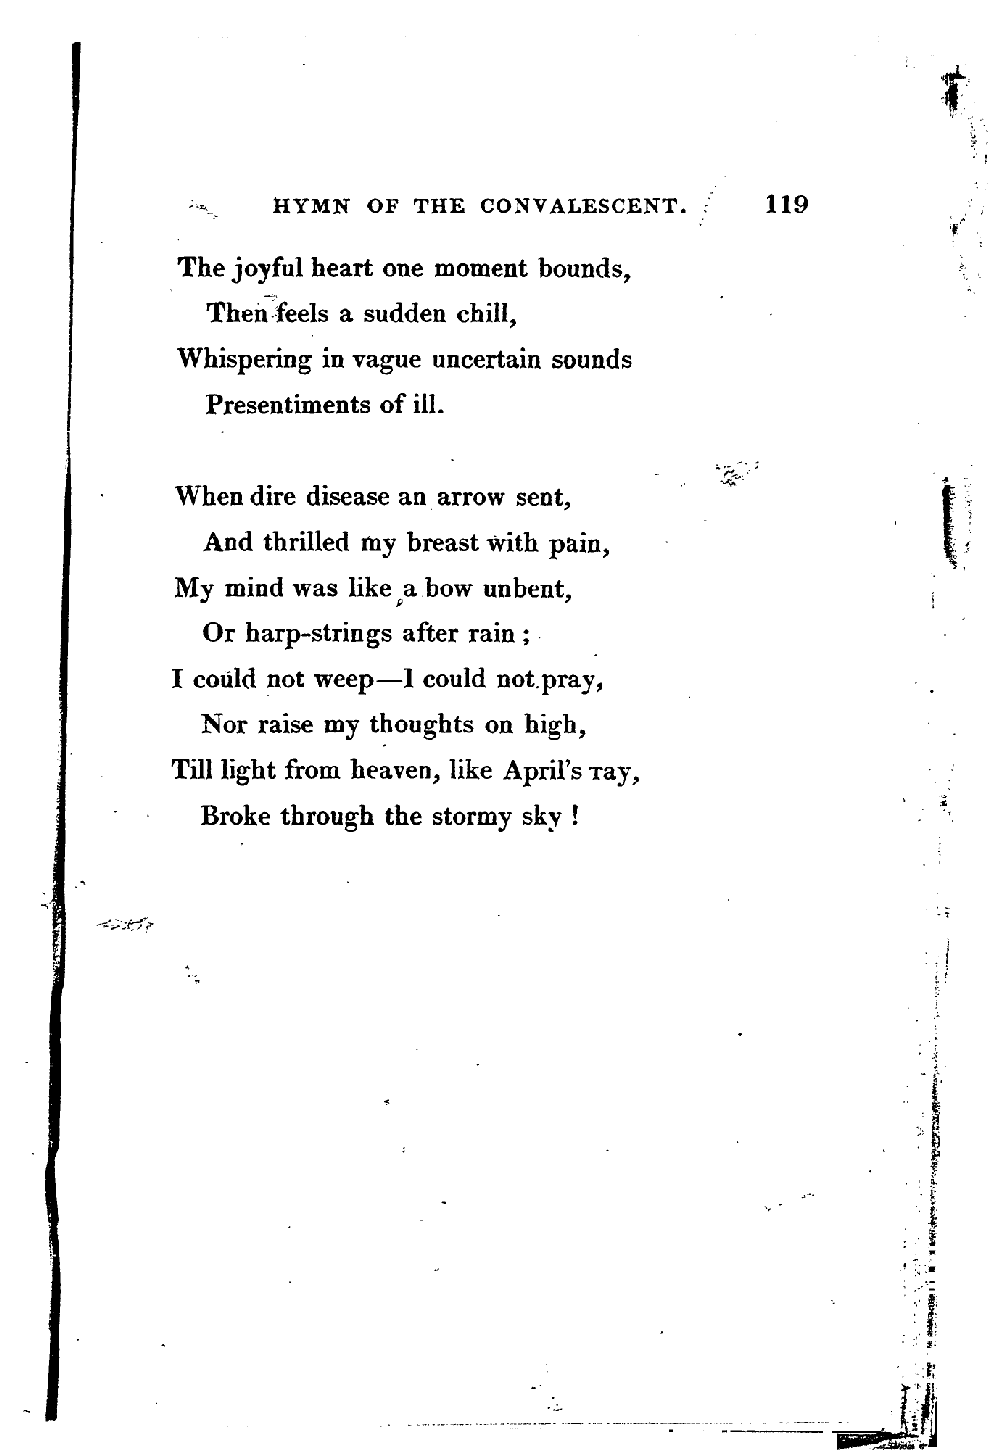 HYMN OF THE CONVALESCENT. 119
The joyful heart one moment bounds,
Then feels a sudden chill,
Whispering in vague uncertain sounds
Presentiments of ill.
When dire disease an arrow sent,
And thrilled my breast with pain,
My mind was like a bow unbent,
Or harp-strings after rain ;
I could not weep—I could not pray,
Nor raise my thoughts on high,
Till light from heaven, like April's ray,
Broke through the stormy sky !